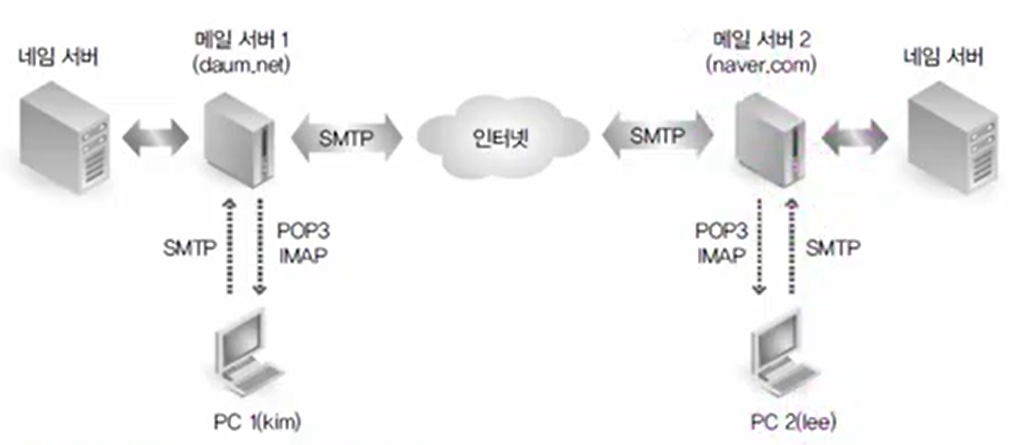 네임 서버
메일 서버 1
(daum.net)
메일 서버 2
(naver.com)
네임 서버
SMTP
인터넷
SMTP
SMTP
POP3
IMAP
POP3
IMAP
SMTP
PC 1(kim)
PC 2(lee)